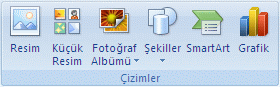 Resim Küçük Fotoğraf Şekiller SmartArt Grafik
Resim Albümü
Çizimler